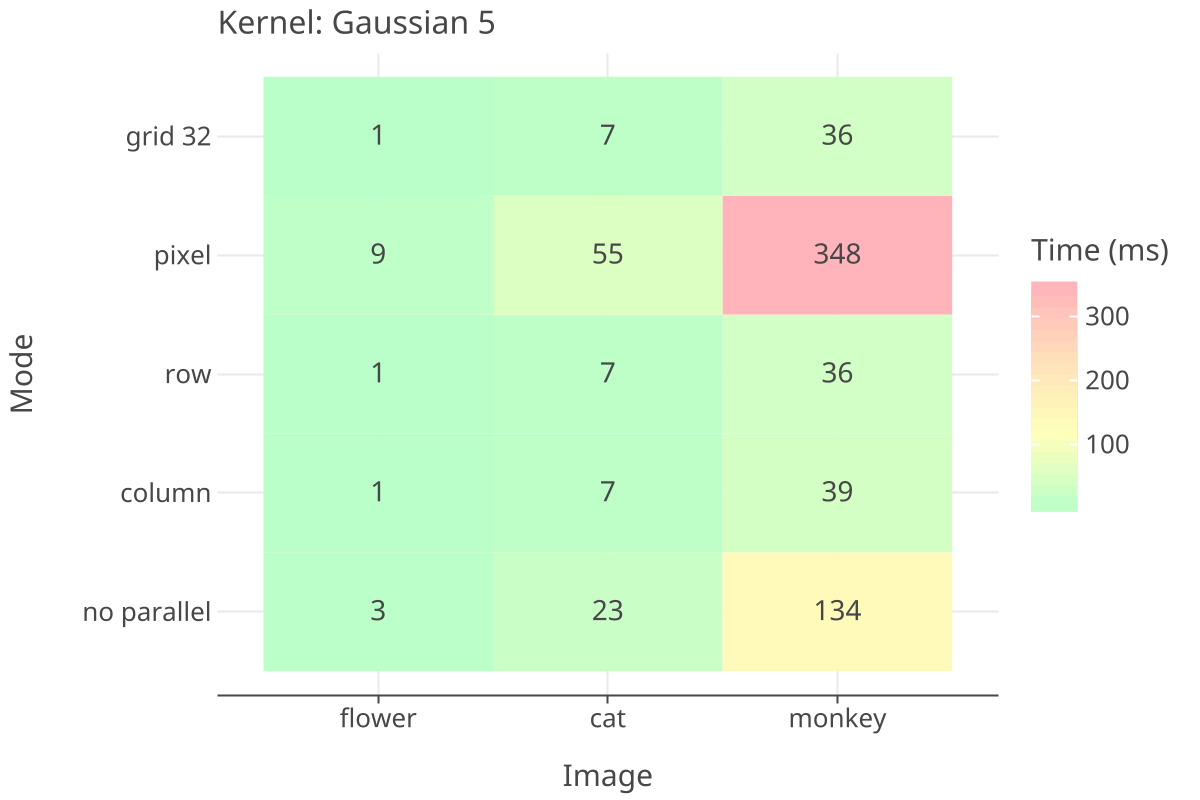 Kernel: Gaussian 5
grid 32 1 7 36
pixel 9 55 348
row 1 7 36
column 1 7 39
no parallel 3 23 134
flower cat monkey
Image
Mode
Time (ms)
300
200
100